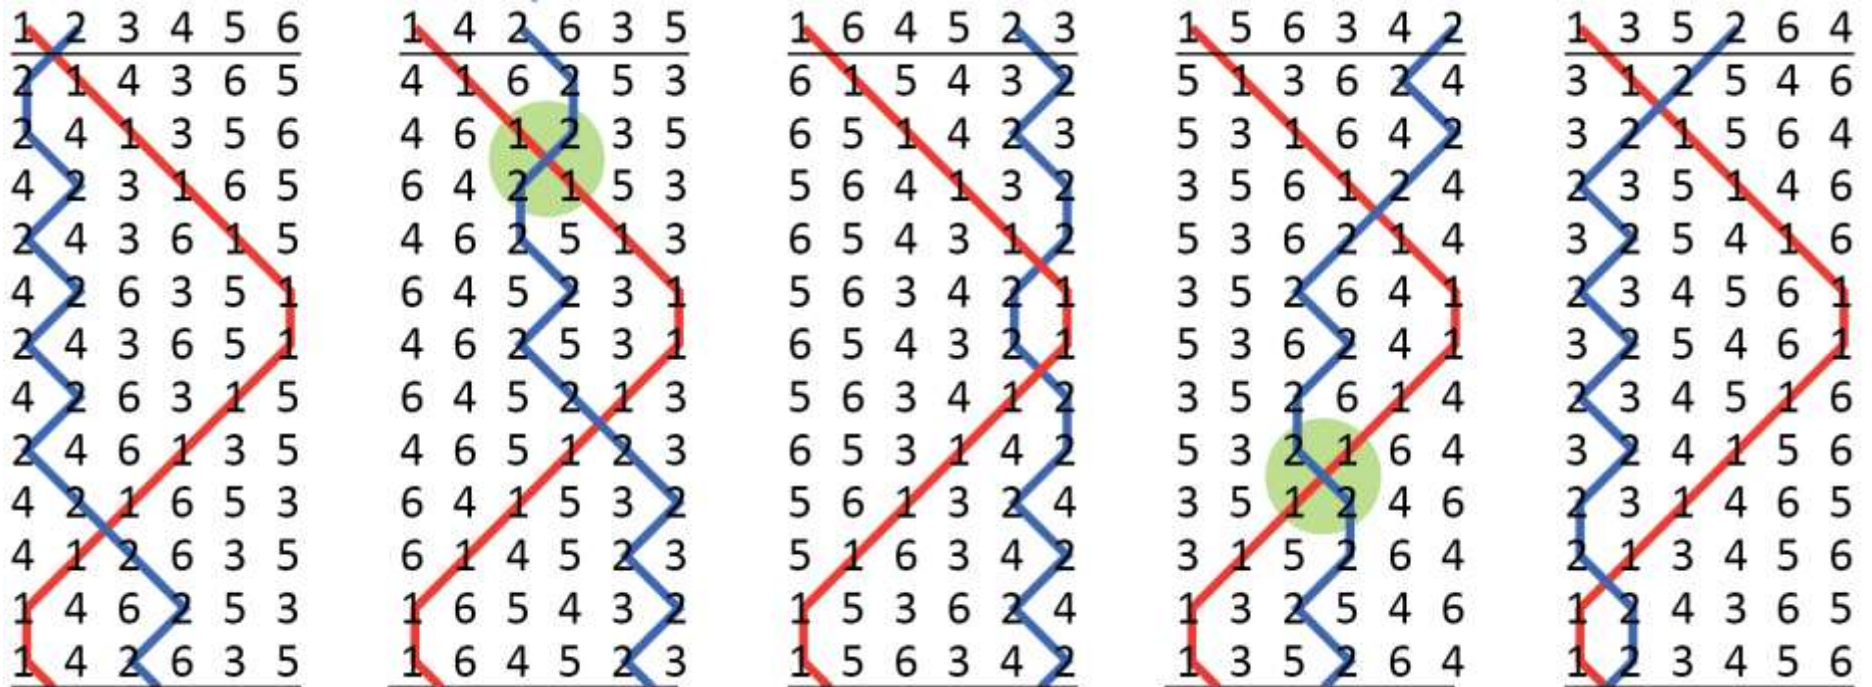 1 2 3 4 5 6
2 1 4 3 6 5
2 4 1 3 5 6
4 2 3 1 6 5
2 4 3 6 1 5
4 2 6 3 5 1
2 4 3 6 5 1
4 2 6 3 1 5
2 4 6 1 3 5
4 2 1 6 5 3
4 1 2 6 3 5
1 4 6 2 5 3
1 4 2 6 3 5
1 4 2 6 3 5
4 1 6 2 5 3
4 6 1 2 3 5
6 4 2 1 5 3
4 6 2 5 1 3
6 4 5 2 3 1
4 6 2 5 3 1
6 4 5 2 1 3
4 6 5 1 2 3
6 4 1 5 3 2
6 1 4 5 2 3
1 6 5 4 3 2
1 6 4 5 2 3
1 6 4 5 2 3
6 1 5 4 3 2
6 5 1 4 2 3
5 6 4 1 3 2
6 5 4 3 1 2
5 6 3 4 2 1
6 5 4 3 2 1
5 6 3 4 1 2
6 5 3 1 4 2
5 6 1 3 2 4
5 1 6 3 4 2
1 5 3 6 2 4
1 5 6 3 4 2
1 5 6 3 4 2
5 1 3 6 2 4
5 3 1 6 4 2
3 5 6 1 2 4
5 3 6 2 1 4
3 5 2 6 4 1
5 3 6 2 4 1
3 5 2 6 1 4
5 3 2 1 6 4
3 5 1 2 4 6
3 1 5 2 6 4
1 3 2 5 4 6
1 3 5 2 6 4
1 3 5 2 6 4
3 1 2 5 4 6
3 2 1 5 6 4
2 3 5 1 4 6
3 2 5 4 1 6
2 3 4 5 6 1
3 2 5 4 6 1
2 3 4 5 1 6
3 2 4 1 5 6
2 3 1 4 6 5
2 1 3 4 5 6
1 2 4 3 6 5
1 2 3 4 5 6